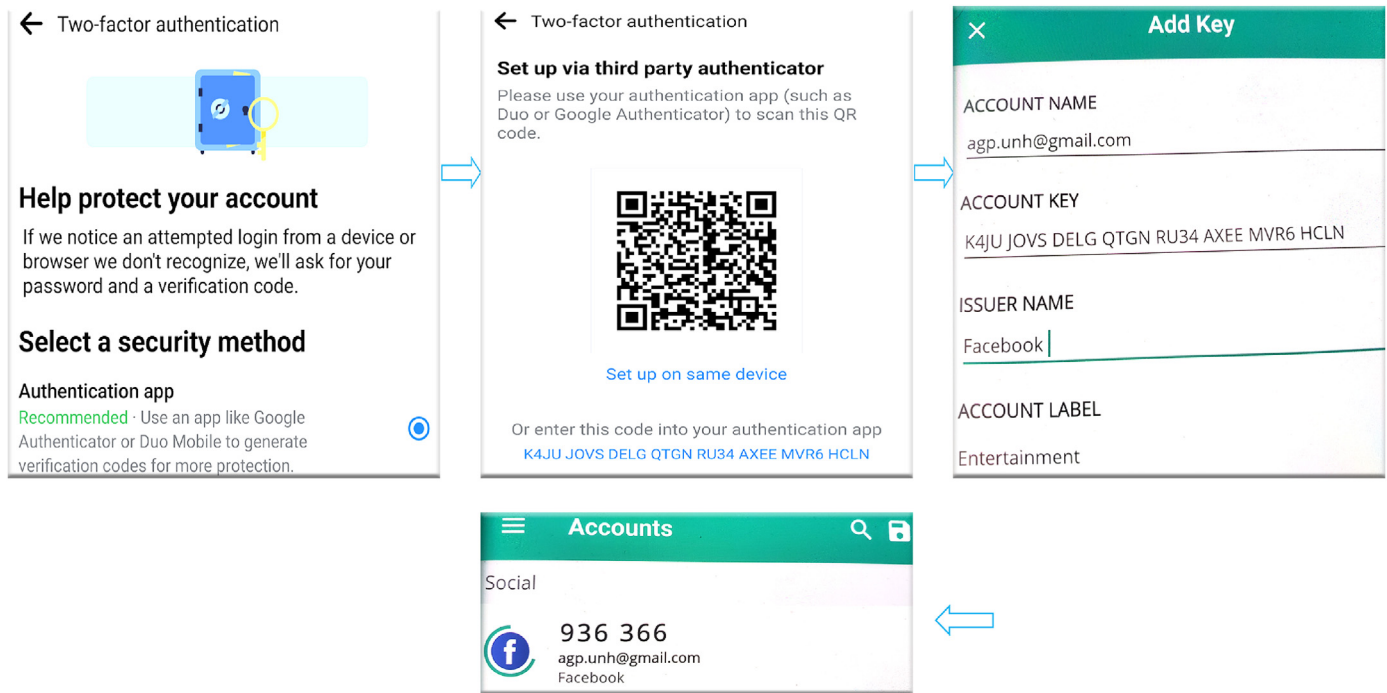 Two-factor authentication
Help protect your account
If we notice an attempted login from a device or
browser we don't recognize, we'll ask for your
password and a verification code.
Select a security method
Authentication app
Recommended · Use an app like Google
Authenticator or Duo Mobile to generate
verification codes for more protection.
Two-factor authentication
Set up via third party authenticator
Please use your authentication app (such as
Duo or Google Authenticator) to scan this QR
code.
Set up on same device
Or enter this code into your authentication app
K4JU JOVS DELG QTGN RU34 AXEE MVR6 HCLN
Add Key
ACCOUNT NAME
agp.unh@gmail.com
ACCOUNT KEY
K4JU JOVS DELG QTGN RU34 AXEE MVR6 HCLN
ISSUER NAME
Facebook
ACCOUNT LABEL
Entertainment
Accounts
Social
936 366
agp.unh@gmail.com
Facebook